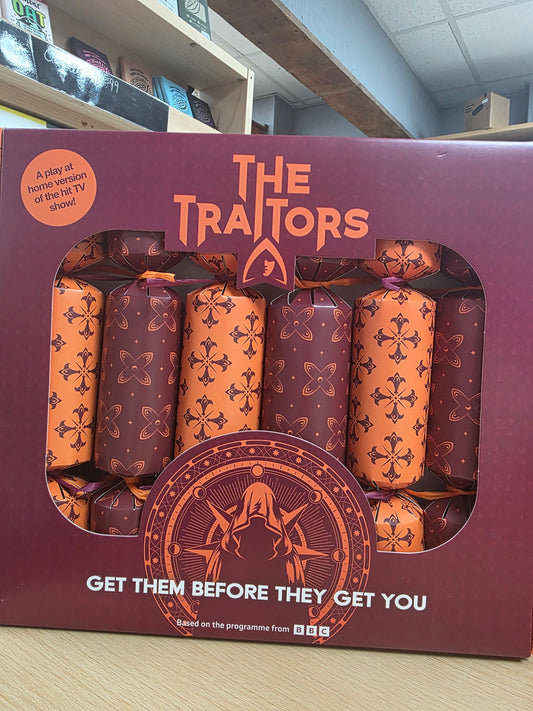 OAT
A play at
home version
of the hit TV
show!
THE
TRAITORS
GET THEM BEFORE THEY GET YOU
Based on the programme from BBC